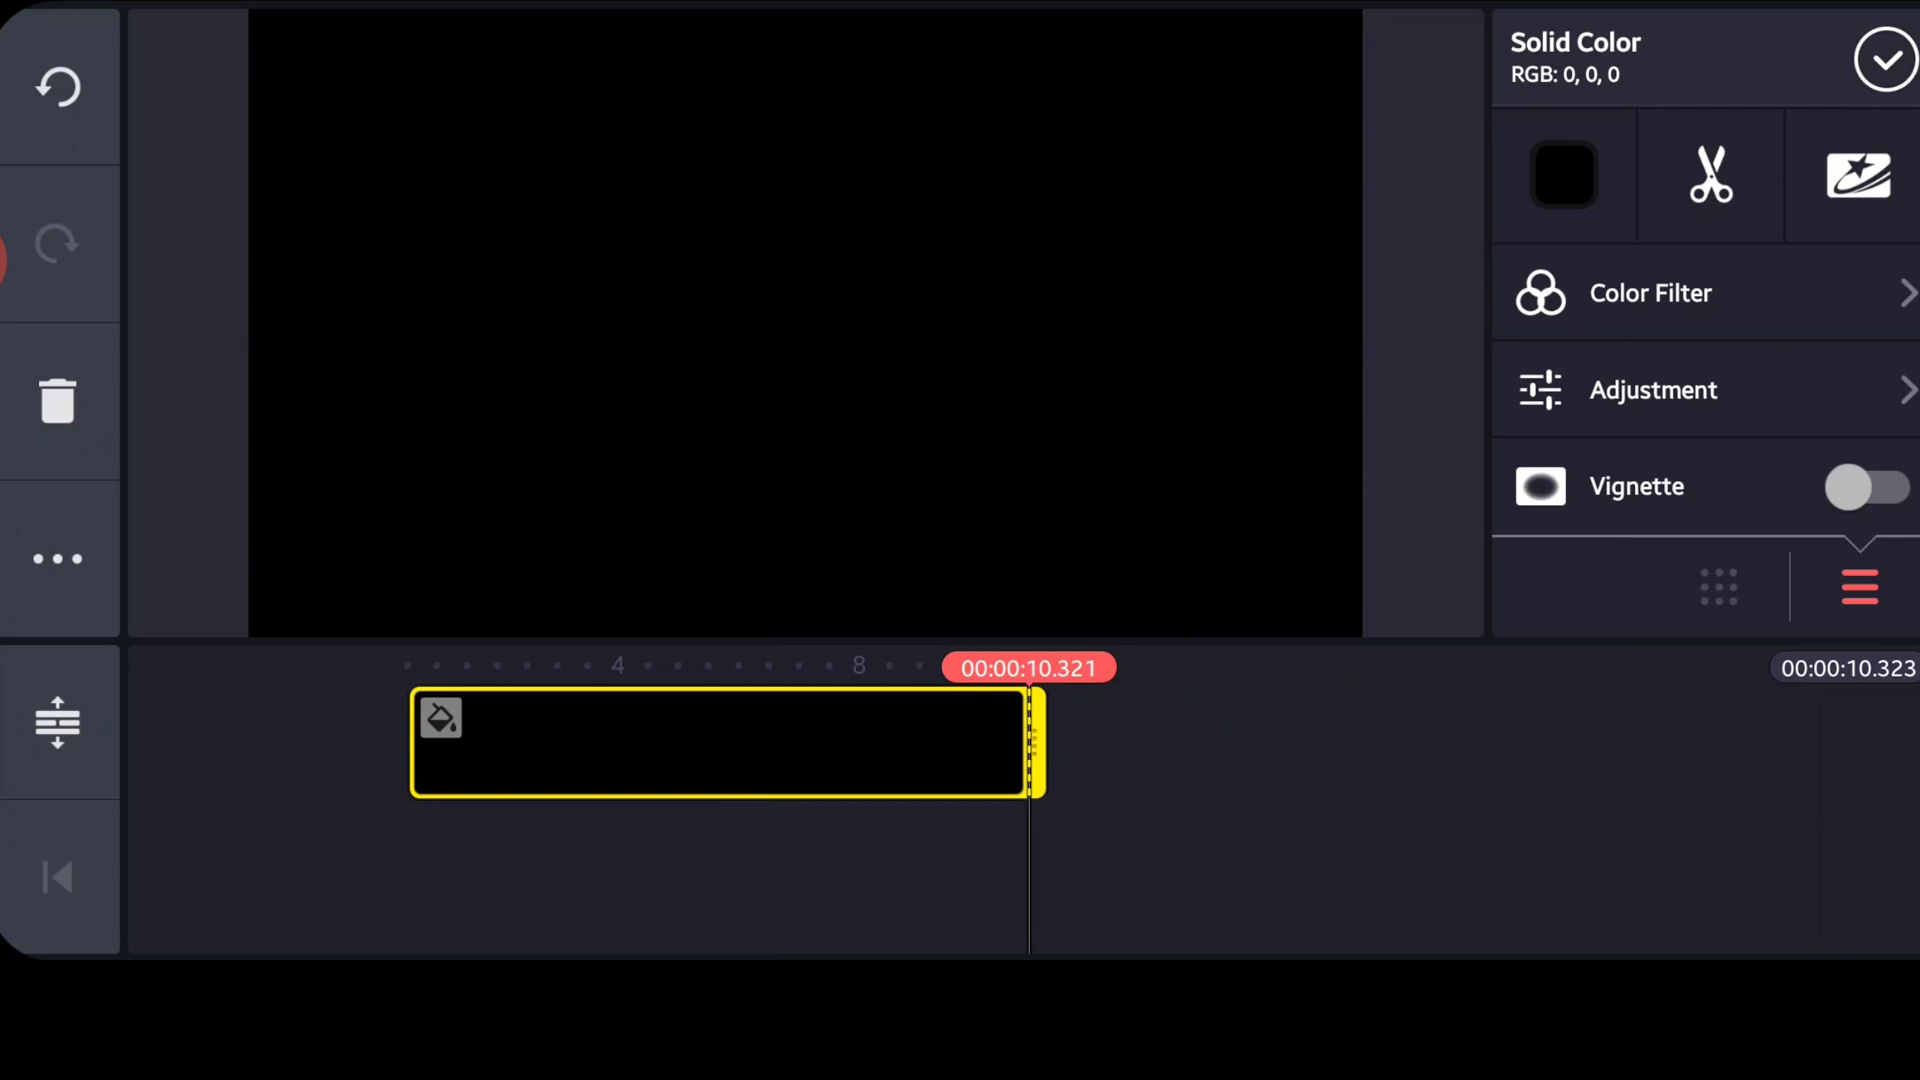 Solid Color
RGB: 0, 0, 0
Color Filter
Adjustment
Vignette
4
8
00:00:10.321
00:00:10.323